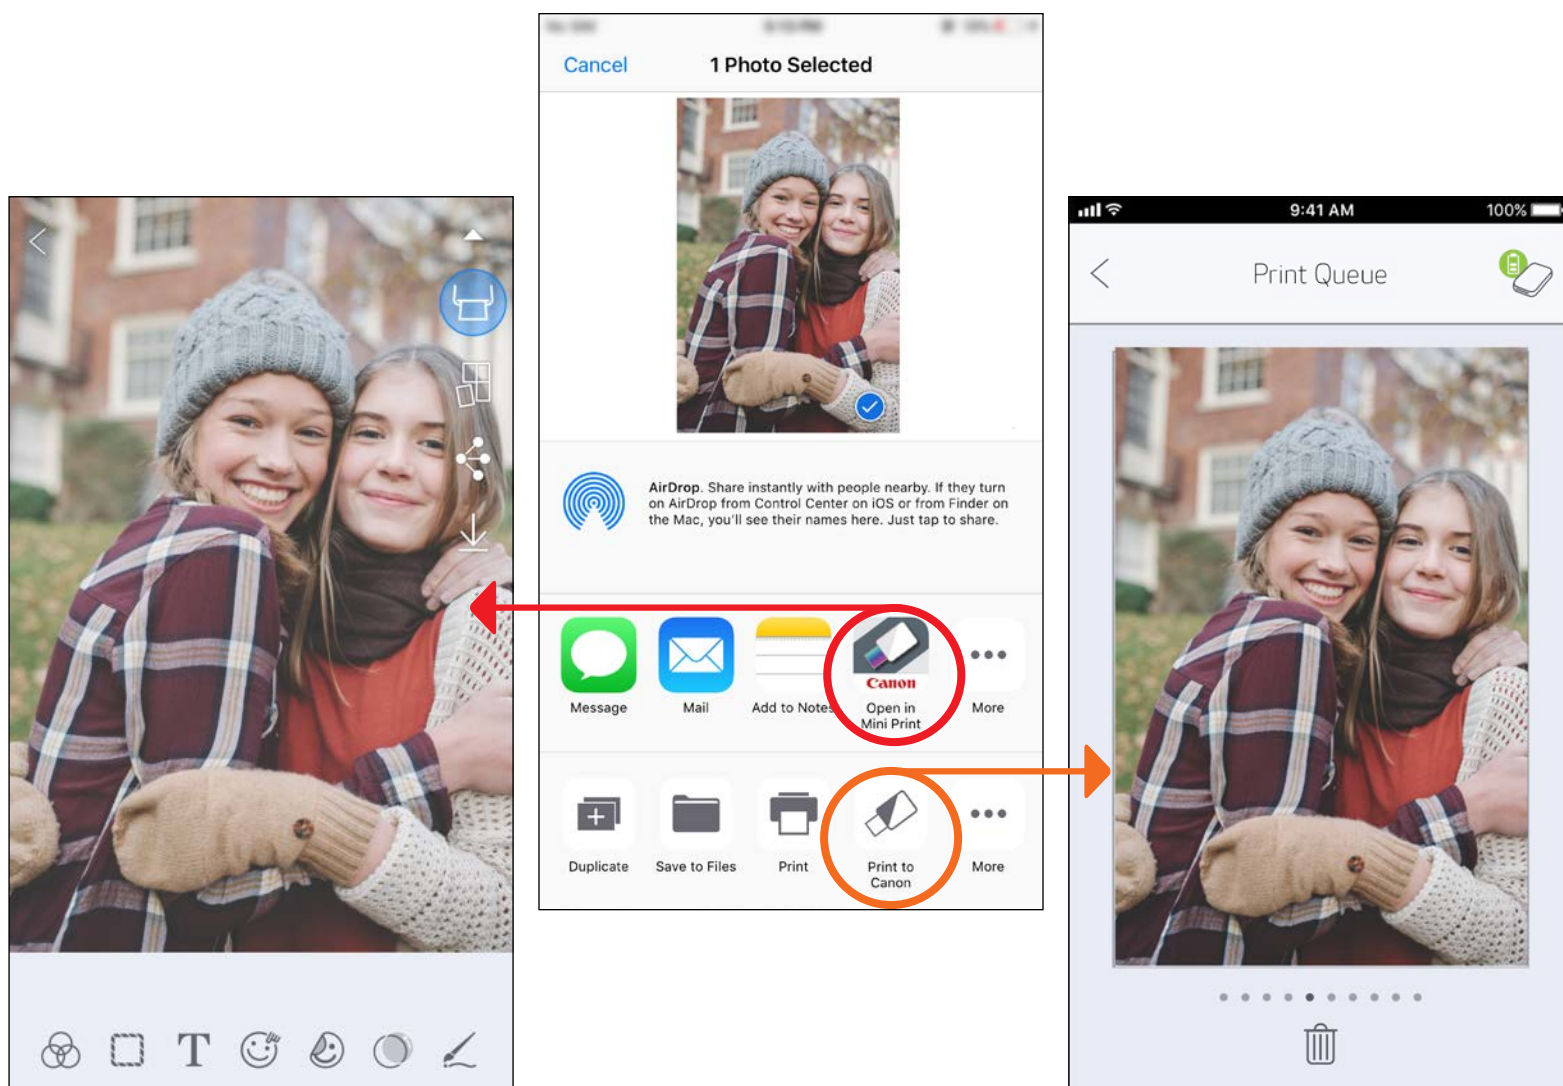 Cancel
1 Photo Selected
AirDrop. Share instantly with people nearby. If they turn
on AirDrop from Control Center on iOS or from Finder on
the Mac, you'll see their names here. Just tap to share.
Canon
Message
Mail
Add to Notes
Open in
Mini Print
More
Duplicate
Save to Files
Print
Print to
Canon
More
T
9:41 AM
100%
Print Queue